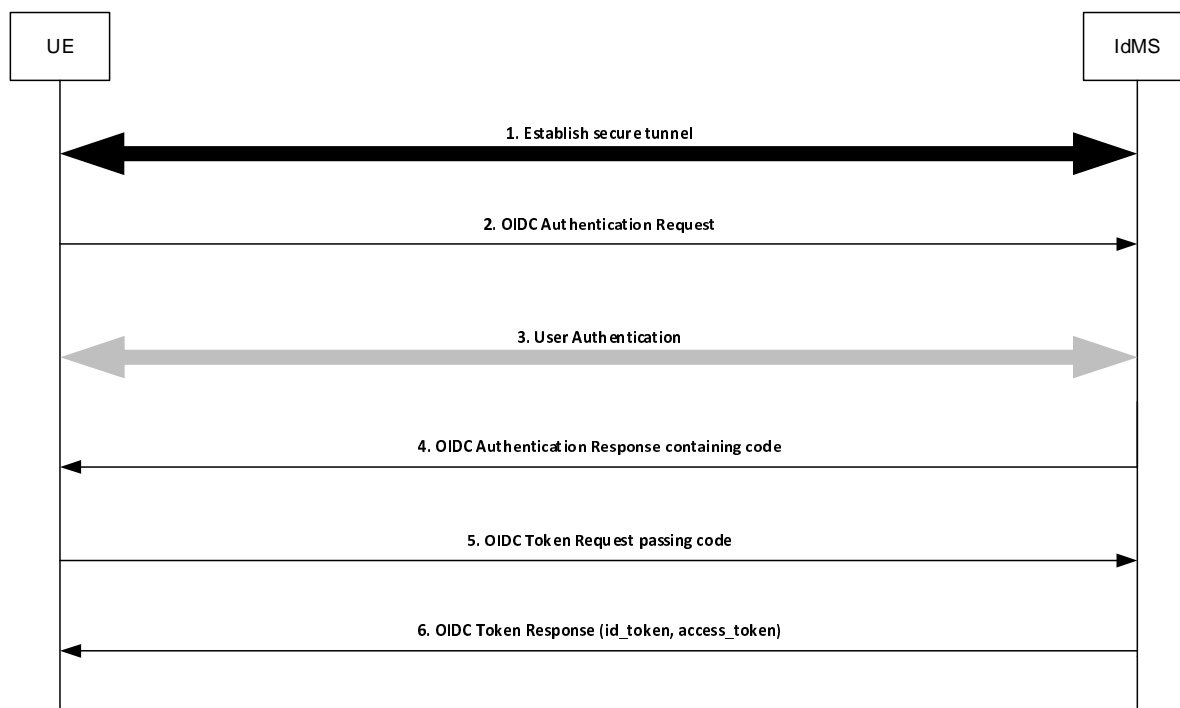 UE
IdMS
1. Establish secure tunnel
2. OIDC Authentication Request
3. User Authentication
4. OIDC Authentication Response containing code
5. OIDC Token Request passing code
6. OIDC Token Response (id_token, access_token)